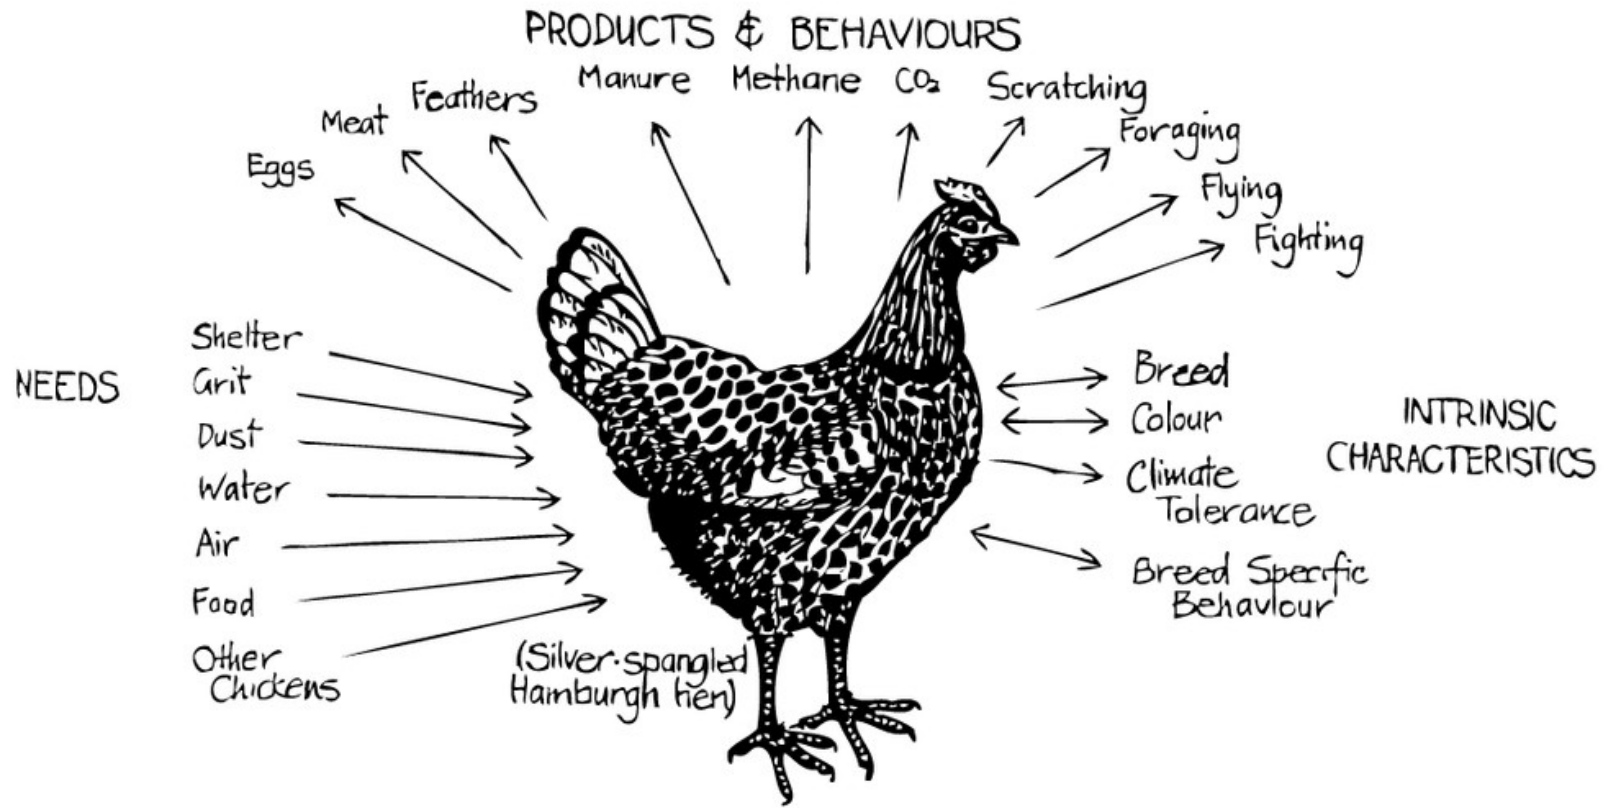 PRODUCTS & BEHAVIOURS
Manure
Methane
CO₂
Scratching
Feathers
Foraging
Meat
Flying
Eggs
Fighting
NEEDS
Shelter
Grit
Dust
Water
Air
Food
Other
Chickens
Breed
Colour
Climate
Tolerance
Breed Specific
Behaviour
INTRINSIC
CHARACTERISTICS
(Silver-spangled
Hamburgh hen)